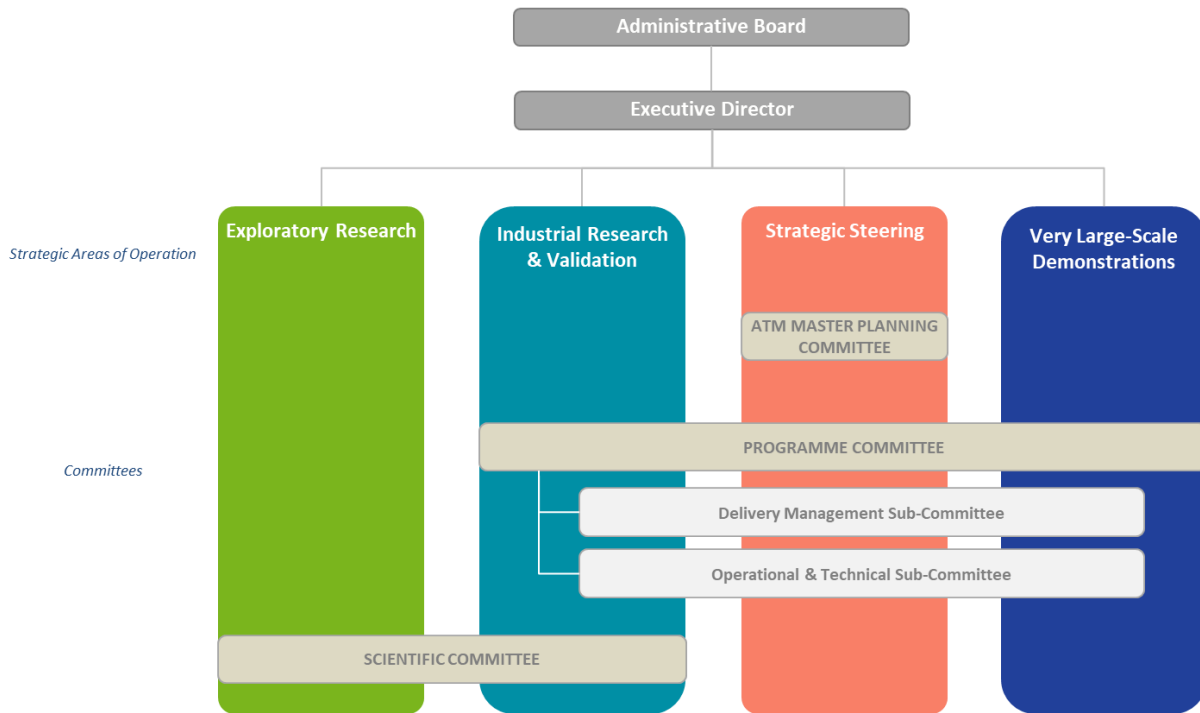 Administrative Board
Executive Director
Exploratory Research
Industrial Research
& Validation
Strategic Steering
Very Large-Scale
Demonstrations
Strategic Areas of Operation
ATM MASTER PLANNING
COMMITTEE
Committees
PROGRAMME COMMITTEE
Delivery Management Sub-Committee
Operational & Technical Sub-Committee
SCIENTIFIC COMMITTEE